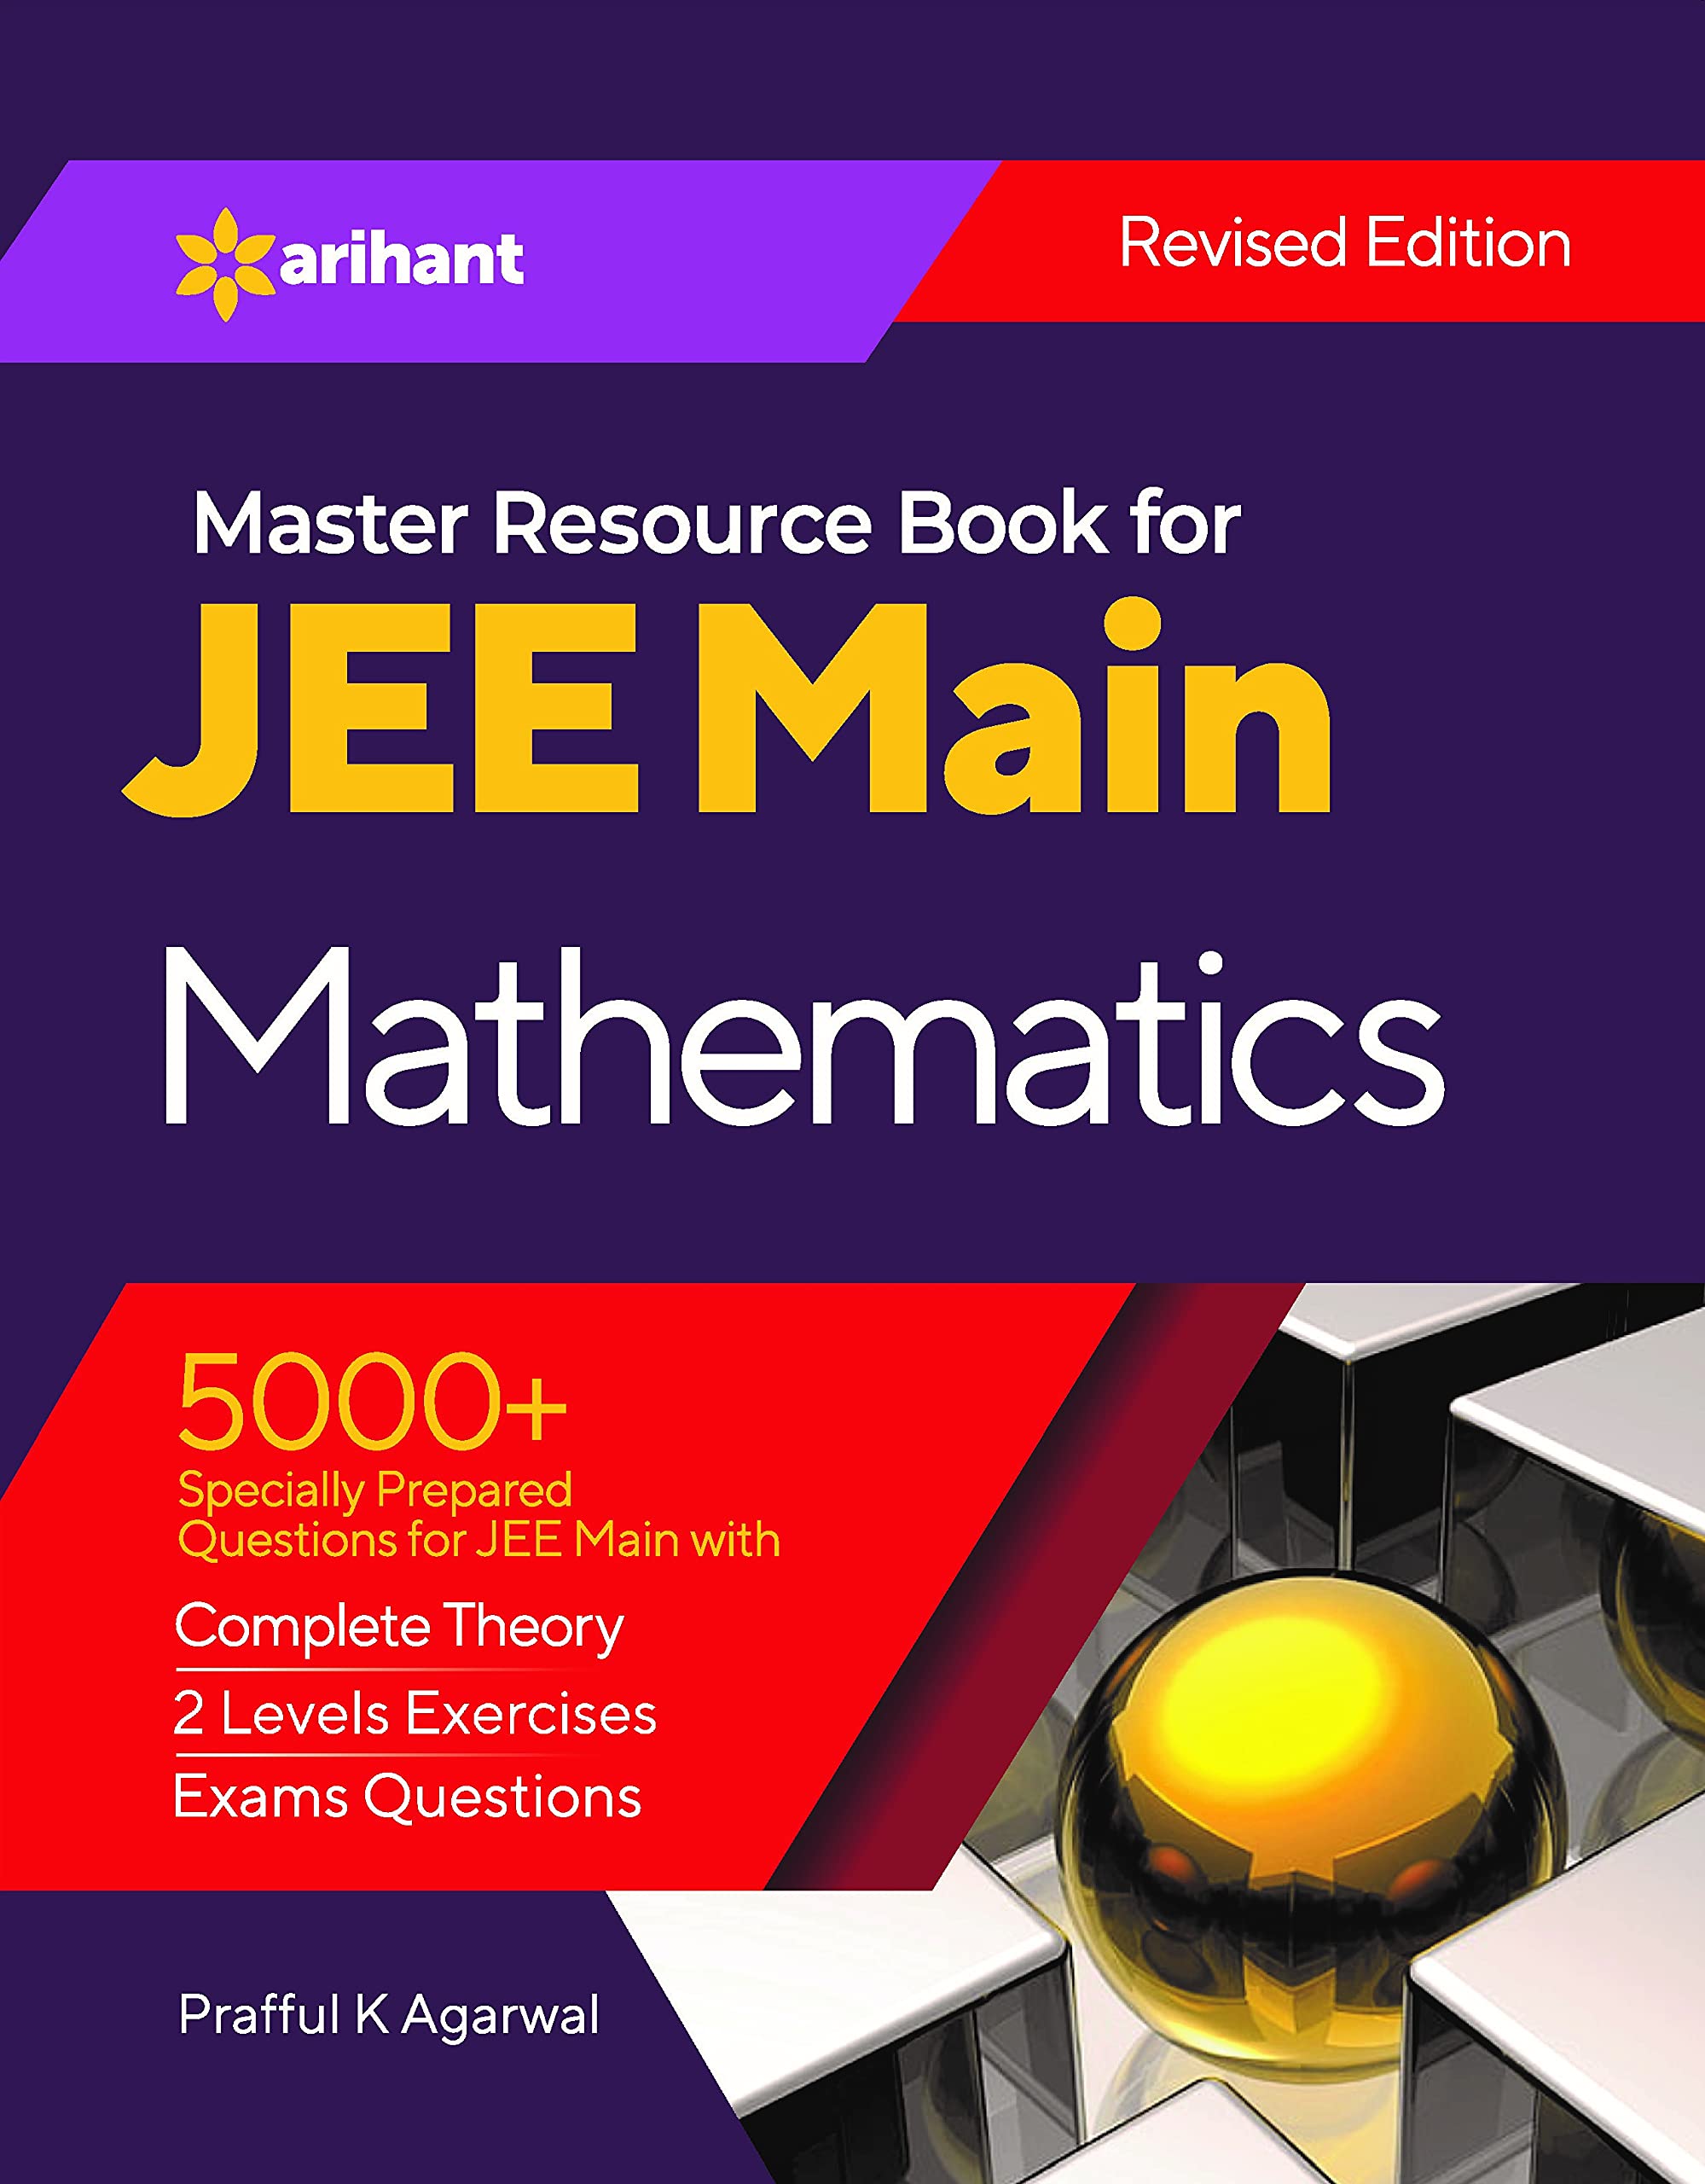 arihant
Revised Edition
Master Resource Book for
JEE Main
Mathematics
5000+
Specially Prepared
Questions for JEE Main with
Complete Theory
2 Levels Exercises
Exams Questions
Prafful K Agarwal